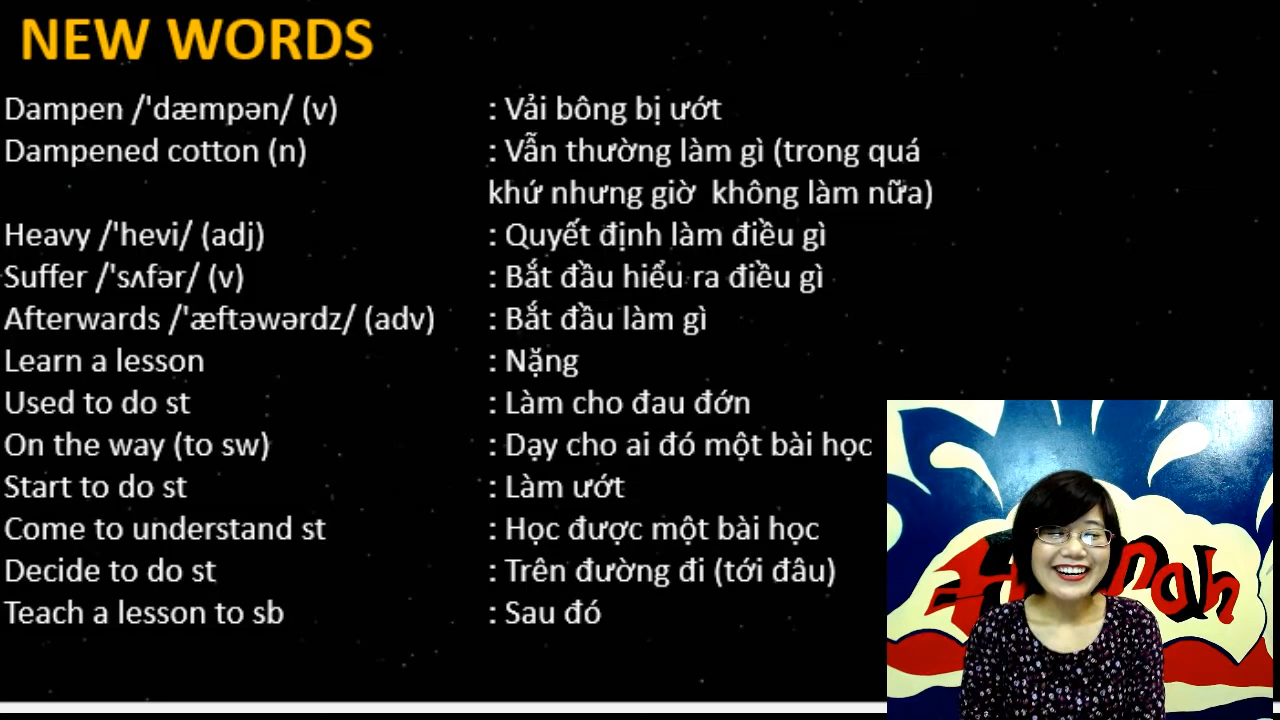 NEW WORDS
Dampen /'dæmpən/ (v) : Vải bông bị ướt
Dampened cotton (n) : Vẫn thường làm gì (trong quá
khứ nhưng giờ không làm nữa)
Heavy /'hevi/ (adj) : Quyết định làm điều gì
Suffer /'sʌfər/ (v) : Bắt đầu hiểu ra điều gì
Afterwards /'æftəwərdz/ (adv) : Bắt đầu làm gì
Learn a lesson : Nặng
Used to do st : Làm cho đau đớn
On the way (to sw) : Dạy cho ai đó một bài học
Start to do st : Làm ướt
Come to understand st : Học được một bài học
Decide to do st : Trên đường đi (tới đâu)
Teach a lesson to sb : Sau đó